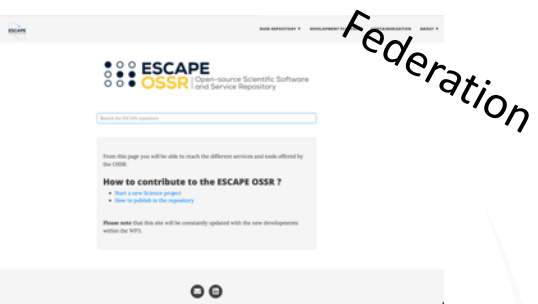 ESCAPE
OSSR REPOSITORY
ABOUT
Federation
ESCAPE
OSSR
Open-source Scientific Software
and Service Repository
Search the ESCAPE repository
From this page you will be able to reach the different services and tools offered by
the OSSR
How to contribute to the ESCAPE OSSR ?
Start a new Science project
How to publish in the repository
Please note that this site will be constantly updated with the new developments
within the WP3.